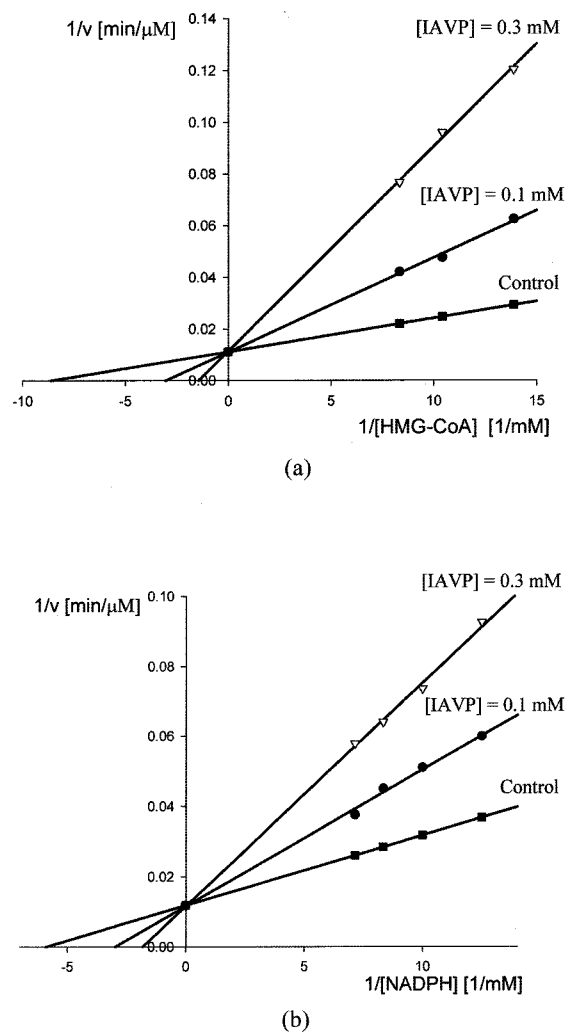 1/v [min/μM]
0.14
0.12
0.10
0.08
0.06
0.04
0.02
0.00
[IAVP] = 0.3 mM
[IAVP] = 0.1 mM
Control
-10
-5
0
5
10
15
1/[HMG-CoA] [1/mM]
(a)
1/v [min/μM]
0.10
0.08
0.06
0.04
0.02
0.00
[IAVP] = 0.3 mM
[IAVP] = 0.1 mM
Control
-5
0
5
10
1/[NADPH] [1/mM]
(b)